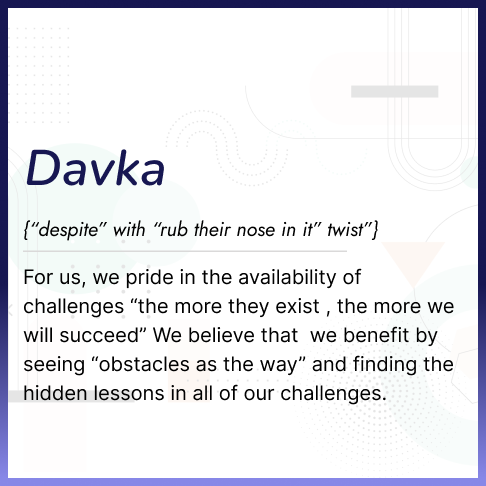 Davka
{“despite” with “rub their nose in it” twist”}
For us, we pride in the availability of
challenges “the more they exist , the more we
will succeed” We believe that  we benefit by
seeing “obstacles as the way” and finding the
hidden lessons in all of our challenges.